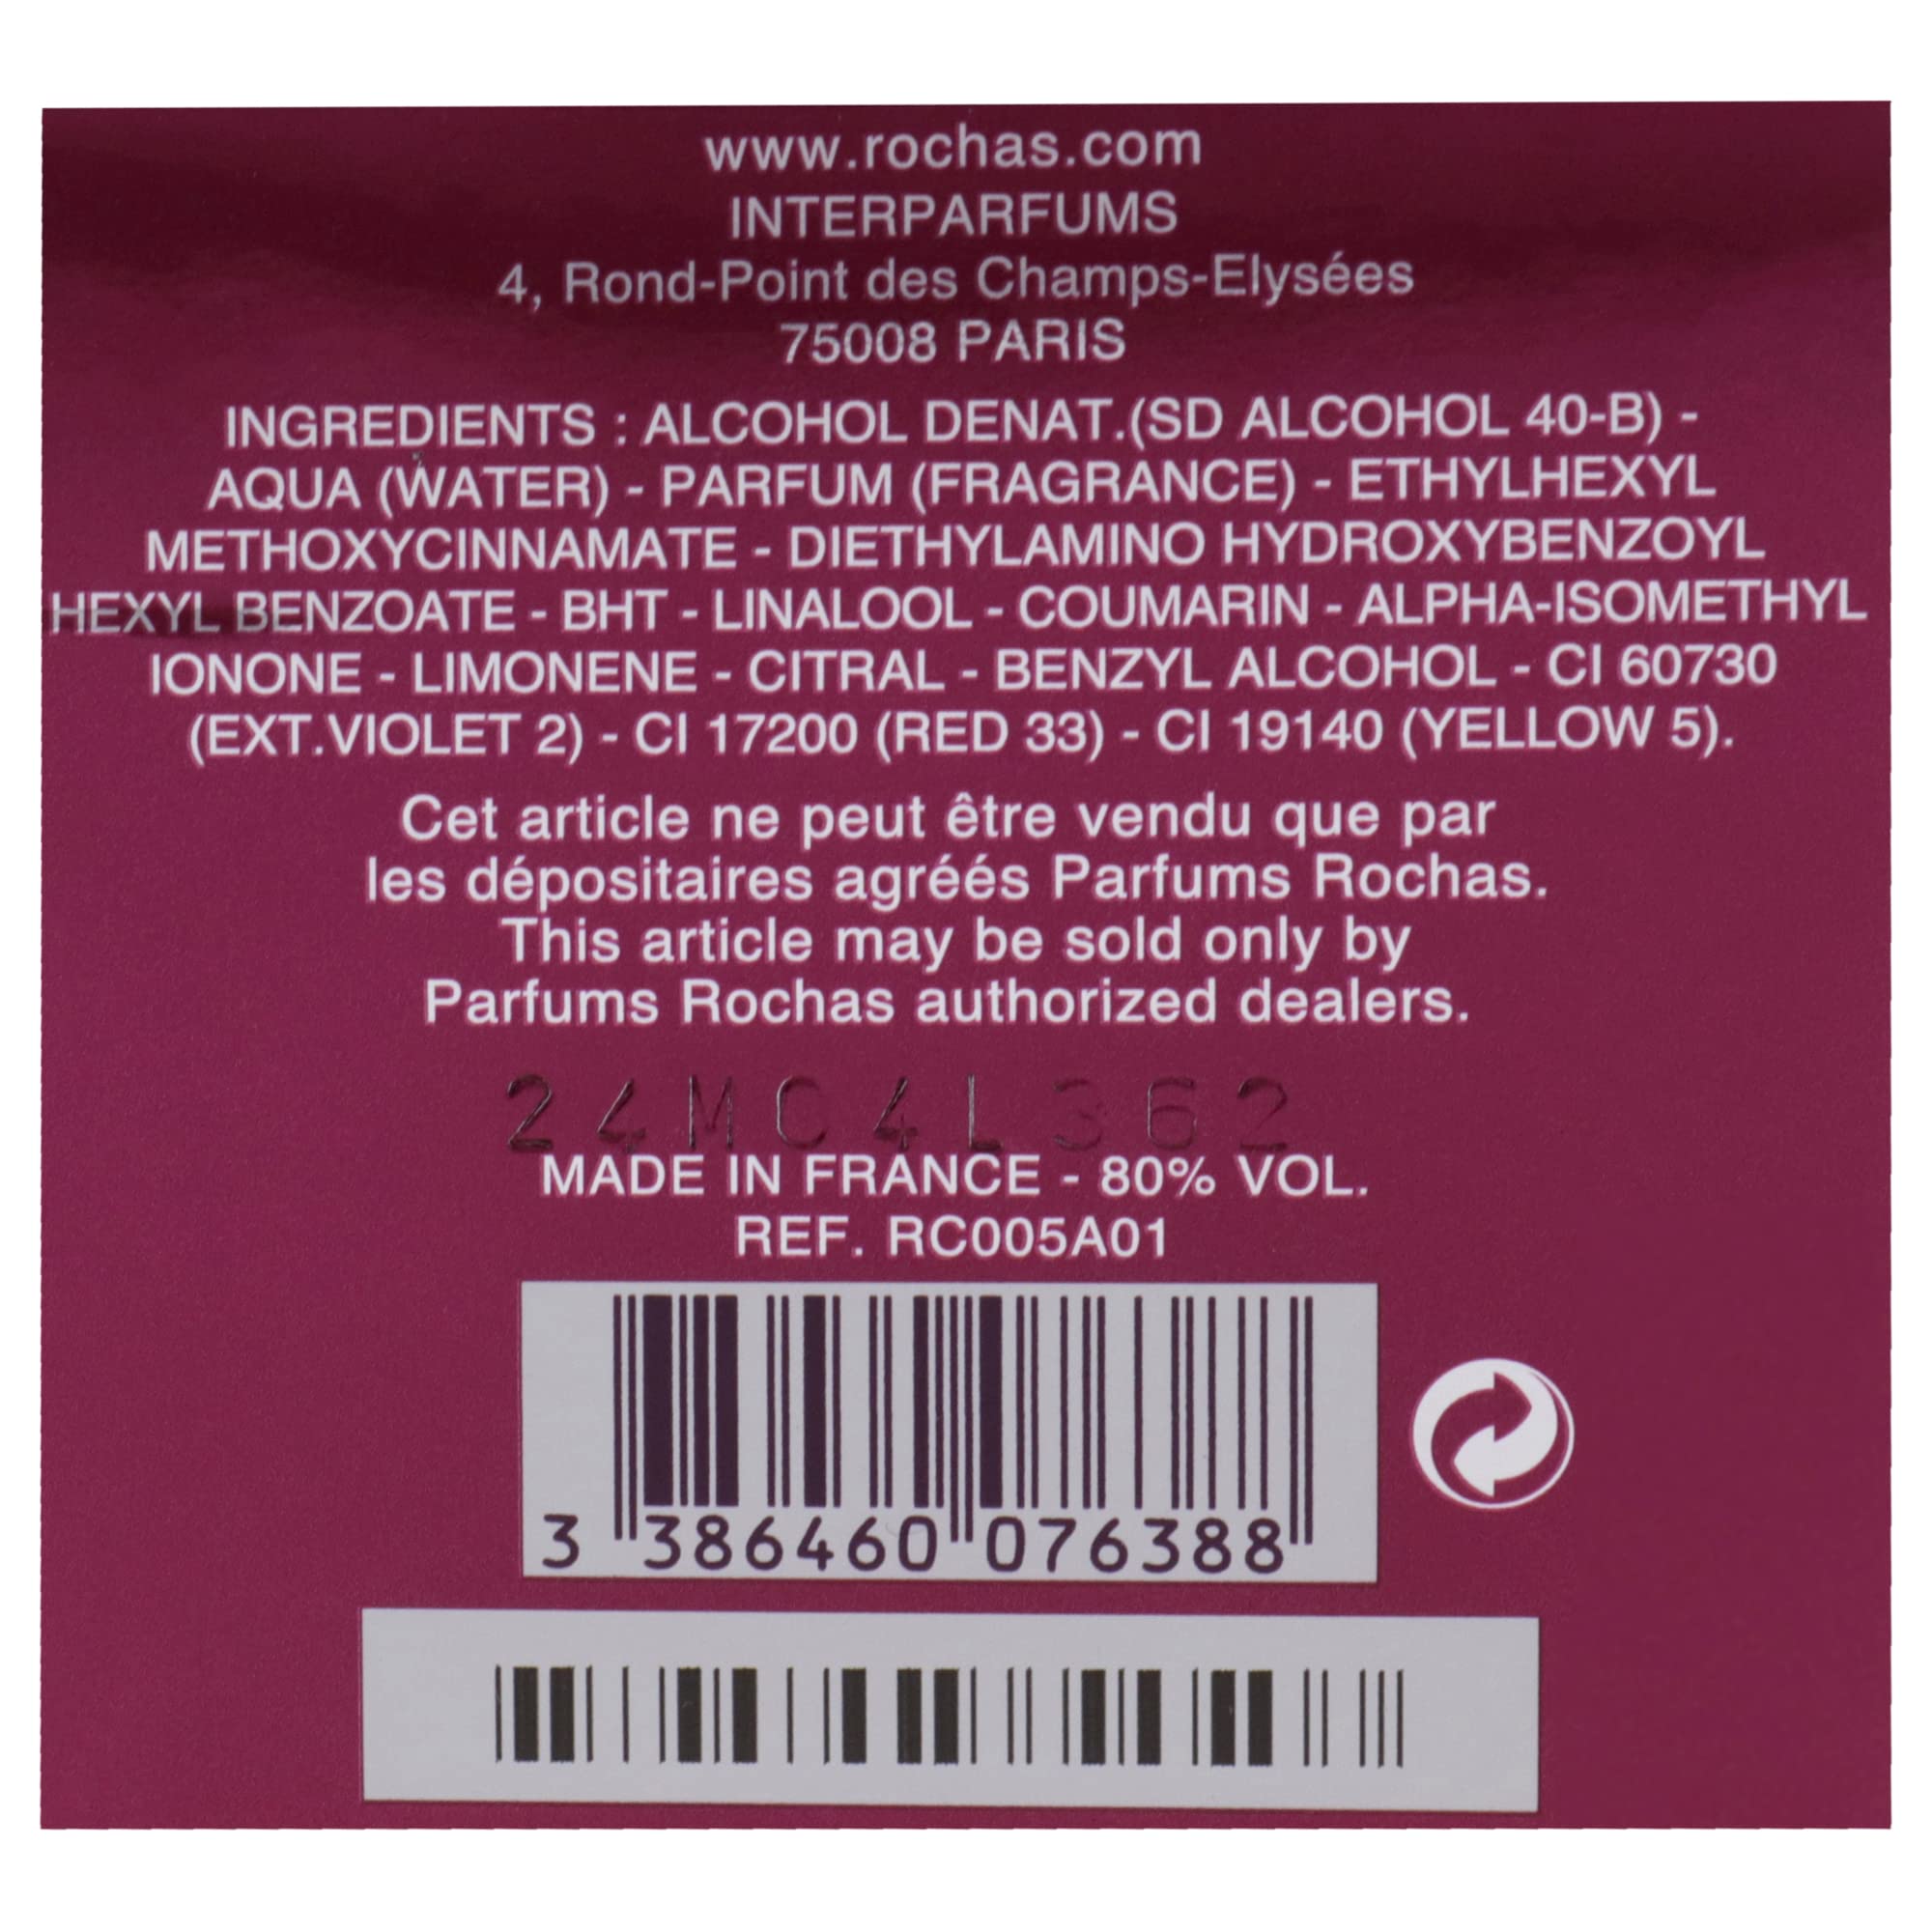 www.rochas.com
INTERPARFUMS
4, Rond-Point des Champs-Elysées
75008 PARIS
INGREDIENTS : ALCOHOL DENAT.(SD ALCOHOL 40-B) -
AQUA (WATER) - PARFUM (FRAGRANCE) - ETHYLHEXYL
METHOXYCINNAMATE - DIETHYLAMINO HYDROXYBENZOYL
HEXYL BENZOATE - BHT - LINALOOL - COUMARIN - ALPHA-ISOMETHYL
IONONE - LIMONENE - CITRAL - BENZYL ALCOHOL - CI 60730
(EXT.VIOLET 2) - CI 17200 (RED 33) - CI 19140 (YELLOW 5).
Cet article ne peut être vendu que par
les dépositaires agréés Parfums Rochas.
This article may be sold only by
Parfums Rochas authorized dealers.
24MC4L362
MADE IN FRANCE - 80% VOL.
REF. RC005A01
3 386460 076388